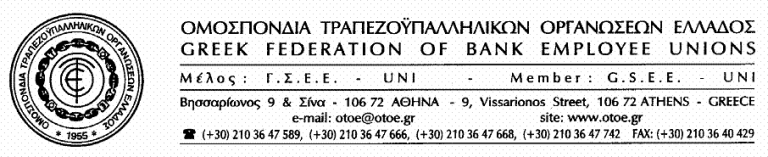 ΟΜΟΣΠΟΝΔΙΑ ΤΡΑΠΕΖΟΫΠΑΛΛΗΛΙΚΩΝ ΟΡΓΑΝΩΣΕΩΝ ΕΛΛΑΔΟΣ
* 1955 *
ΟΜΟΣΠΟΝΔΙΑ ΤΡΑΠΕΖΟΫΠΑΛΛΗΛΙΚΩΝ ΟΡΓΑΝΩΣΕΩΝ ΕΛΛΑΔΟΣ
GREEK FEDERATION OF BANK EMPLOYEE UNIONS
Μέλος: Γ.Σ.Ε.Ε. - UNI - Member: G.S.E.E. - UNI
Βησσαρίωνος 9 & Σίνα - 106 72 ΑΘΗΝΑ - 9, Vissarionos Street, 106 72 ATHENS - GREECE
e-mail: otoe@otoe.gr site: www.otoe.gr
☎ (+30) 210 36 47 589, (+30) 210 36 47 666, (+30) 210 36 47 668, (+30) 210 36 47 742 FAX: (+30) 210 36 40 429